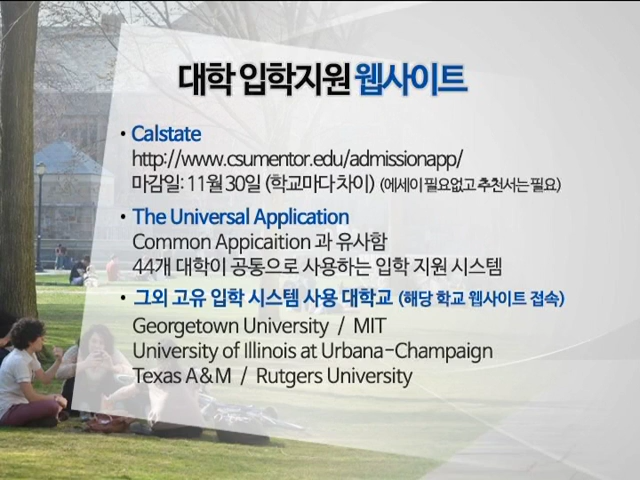 대학 입학지원 웹사이트
• Calstate
http://www.csumentor.edu/admissionapp/
마감일: 11월 30일 (학교마다 차이) (에세이 필요없고 추천서는 필요)
• The Universal Application
Common Appicaition 과 유사함
44개 대학이 공통으로 사용하는 입학 지원 시스템
• 그외 고유 입학 시스템 사용 대학교 (해당 학교 웹사이트 접속)
Georgetown University / MIT
University of Illinois at Urbana-Champaign
Texas A&M / Rutgers University